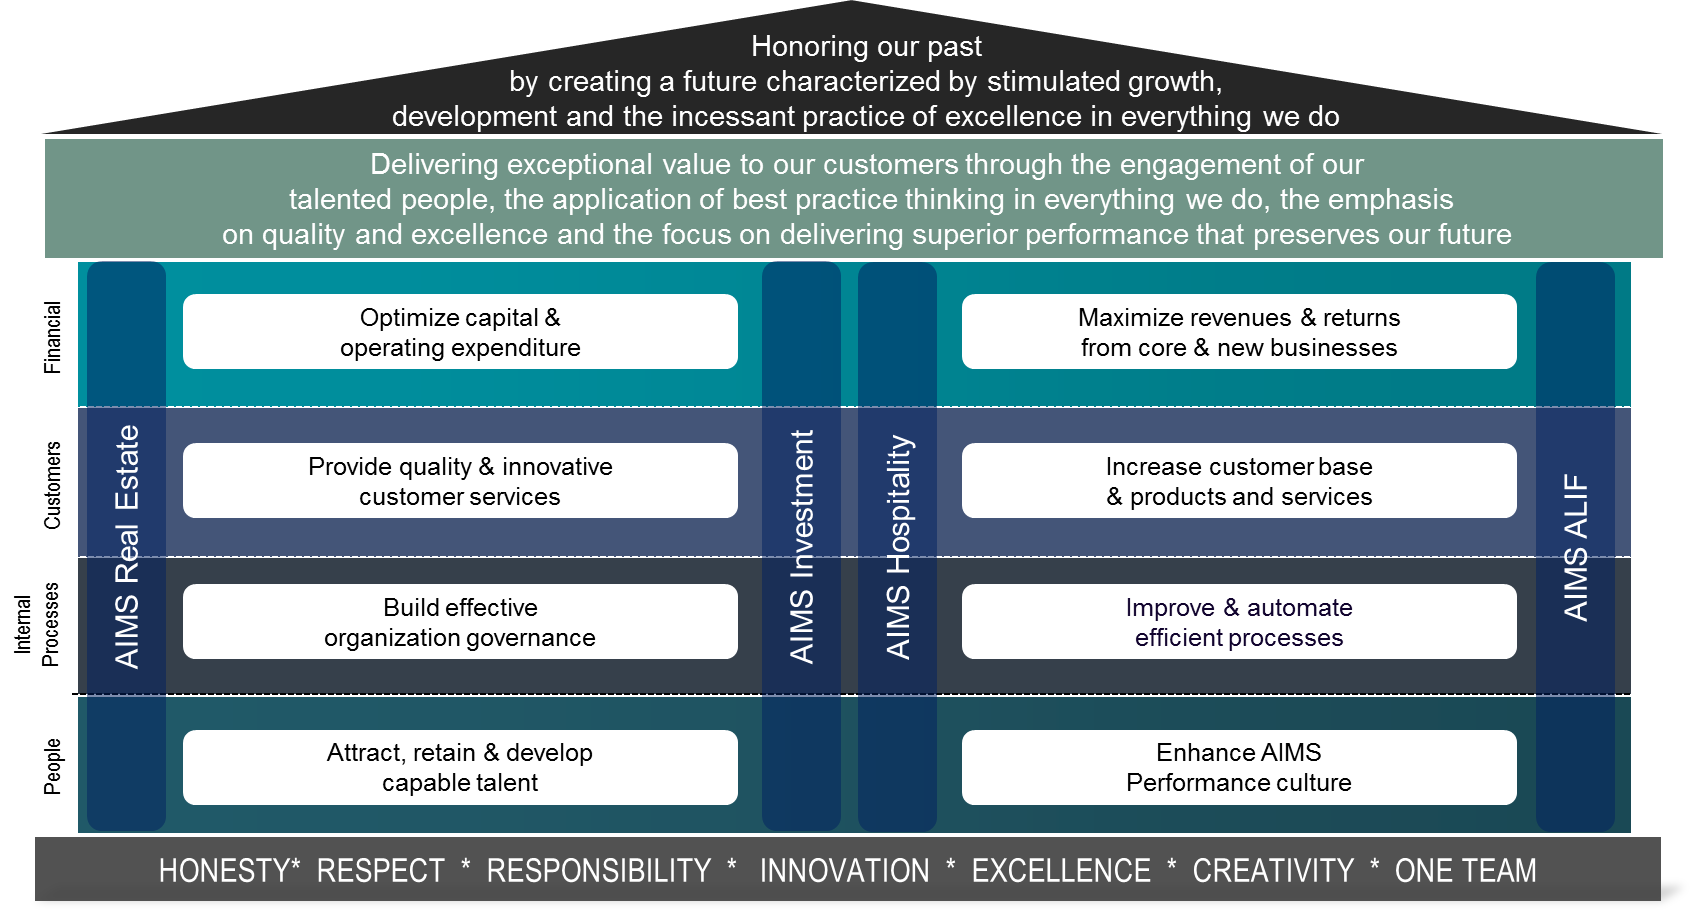 Honoring our past
by creating a future characterized by stimulated growth,
development and the incessant practice of excellence in everything we do
Delivering exceptional value to our customers through the engagement of our
talented people, the application of best practice thinking in everything we do, the emphasis
on quality and excellence and the focus on delivering superior performance that preserves our future
Financial
Optimize capital &
operating expenditure
Maximize revenues & returns
from core & new businesses
Customers
Provide quality & innovative
customer services
Increase customer base
& products and services
Internal
Processes
Build effective
organization governance
Improve & automate
efficient processes
People
Attract, retain & develop
capable talent
Enhance AIMS
Performance culture
AIMS Real Estate
AIMS Investment
AIMS Hospitality
AIMS ALIF
HONESTY* RESPECT * RESPONSIBILITY * INNOVATION * EXCELLENCE * CREATIVITY * ONE TEAM